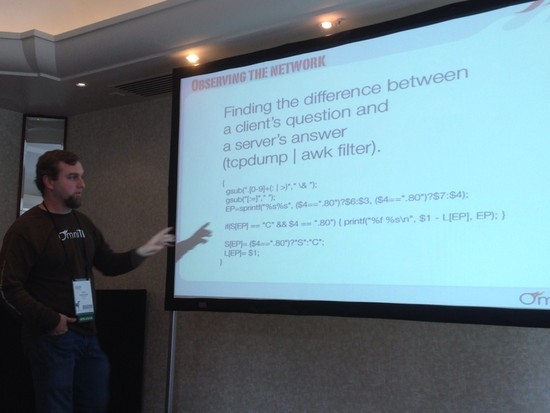 OBSERVING THE NETWORK
Finding the difference between
a client's question and
a server's answer
(tcpdump | awk filter).
{
gsub(".[0-9]+(: | >)"," \& ");
gsub("[:=]"," ");
EP=sprintf("%s%s", ($4==".80")?$6:$3, ($4==".80")?$7:$4);
if(S[EP] == "C" && $4 == ".80") { printf("%f %s\n", $1 - L[EP], EP); }
S[EP]= ($4==".80")?"S":"C";
L[EP]= $1;
}
OmniTI